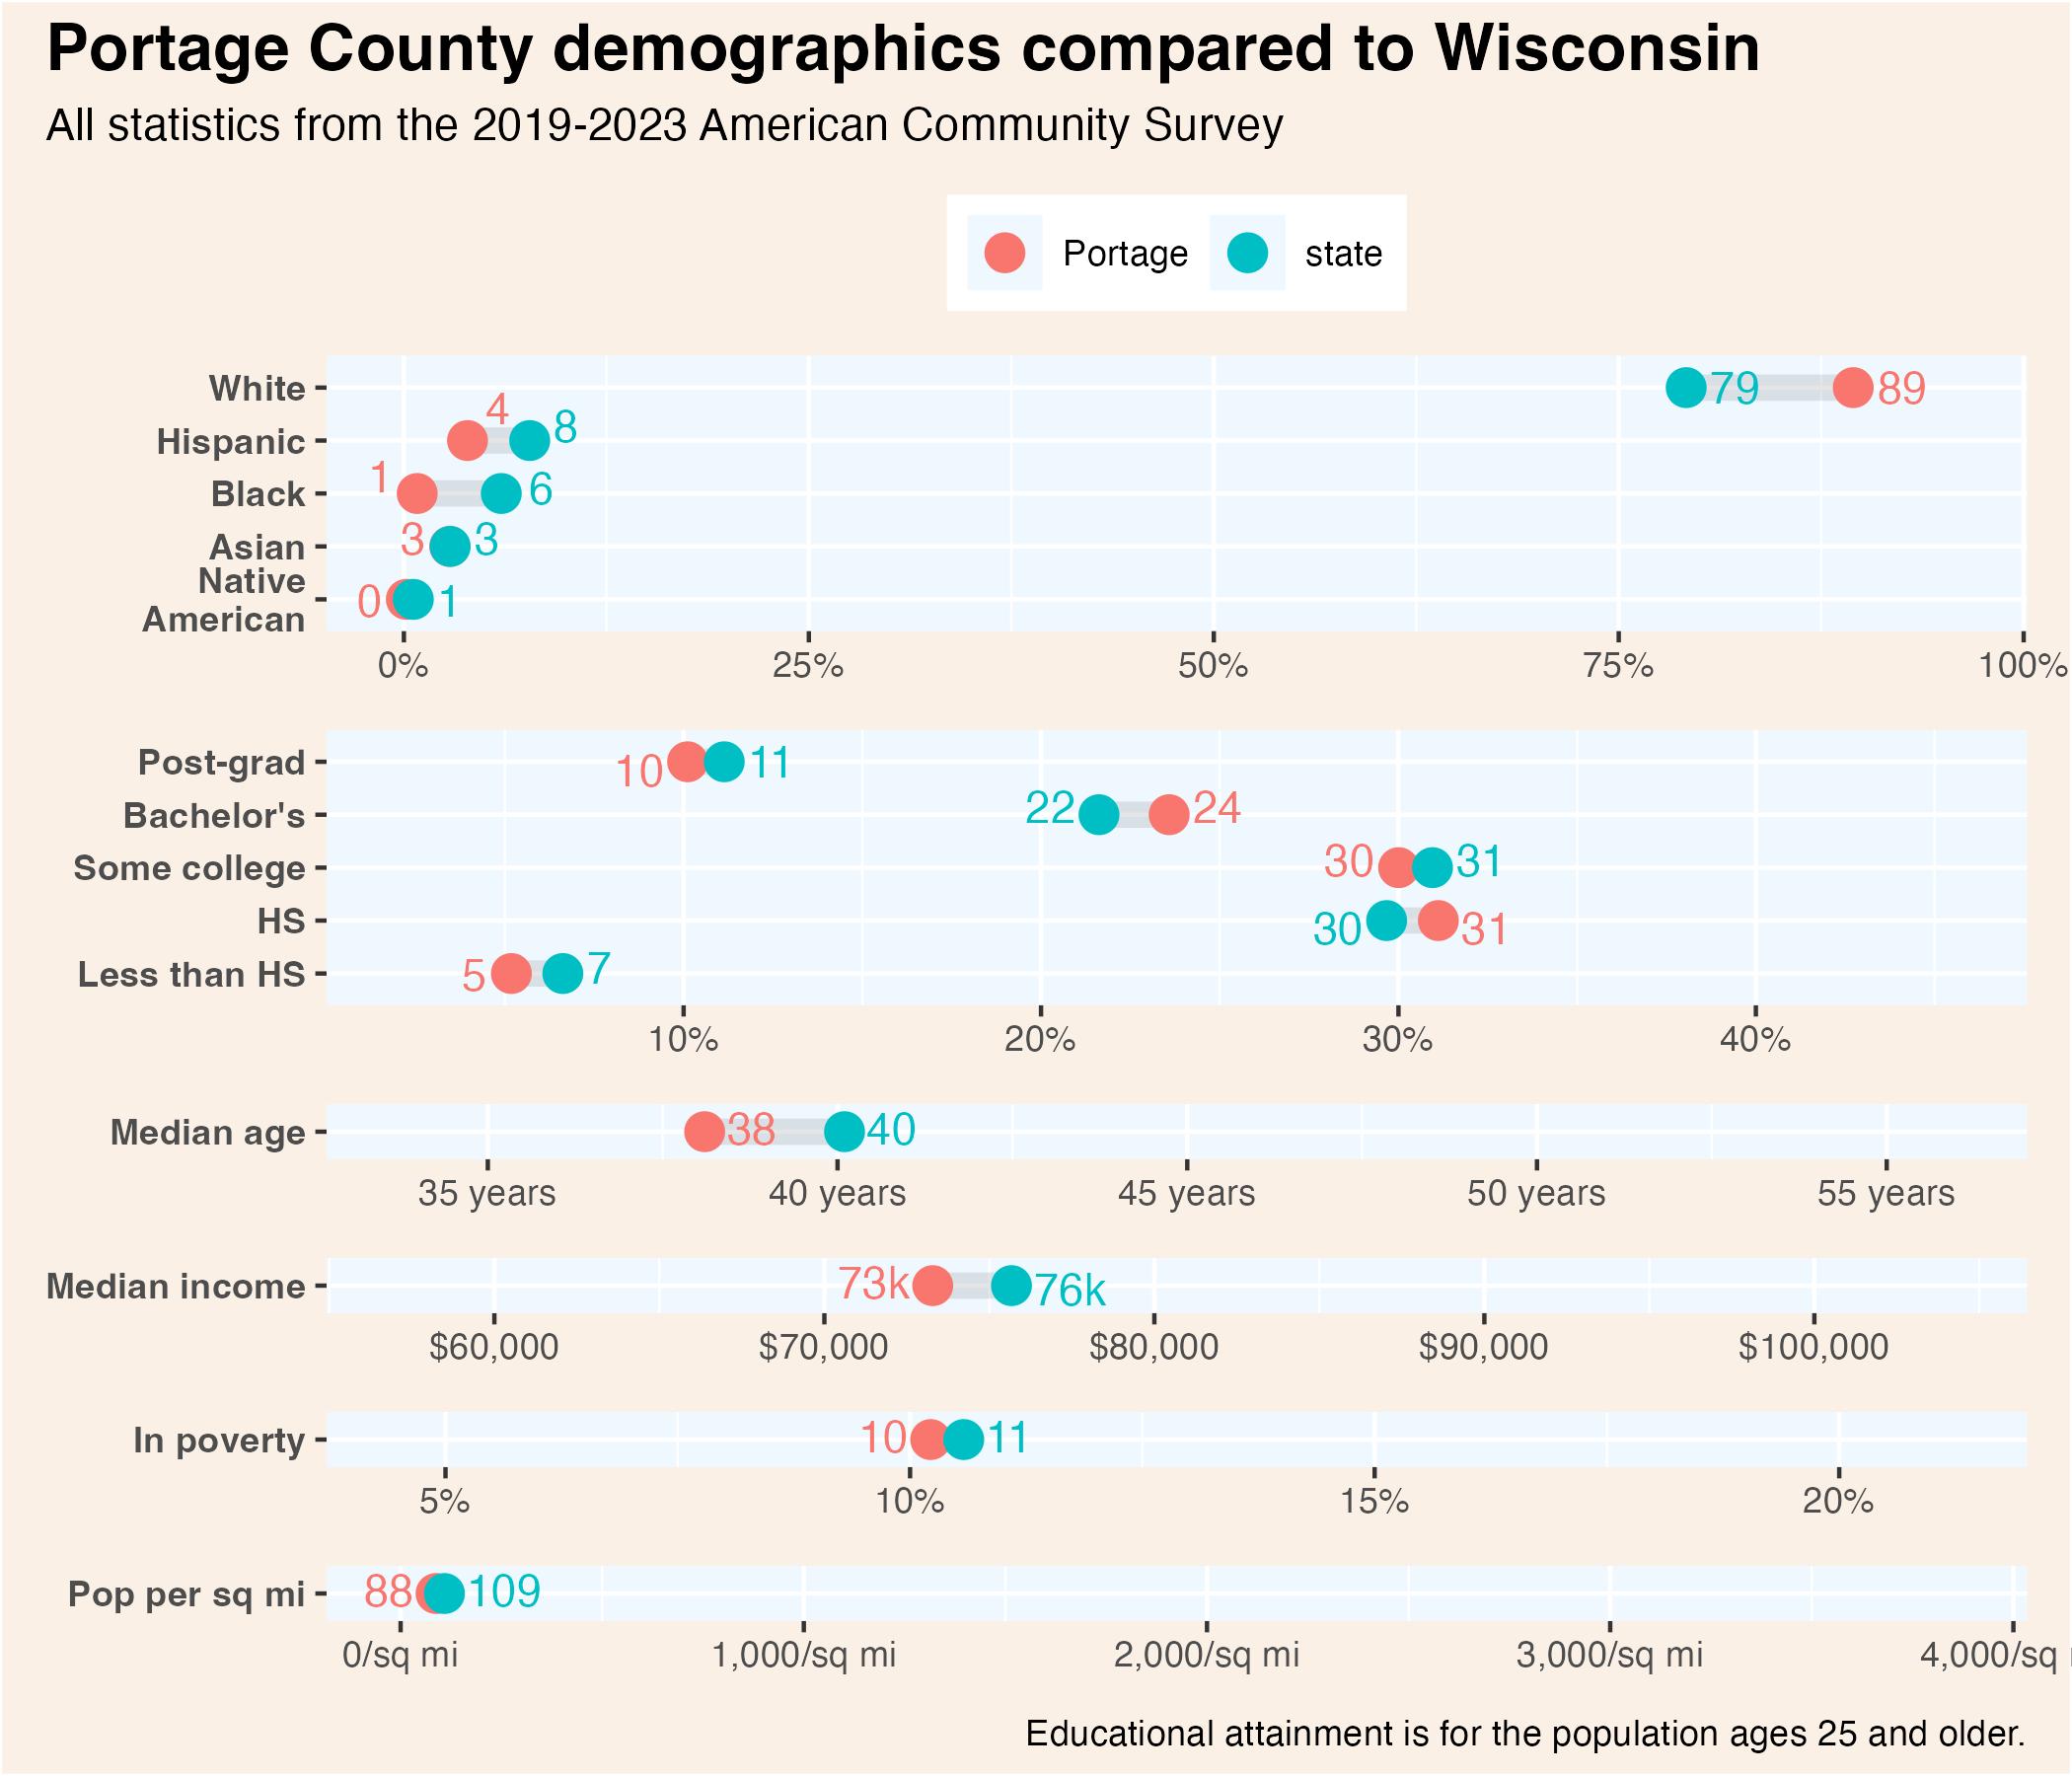 Portage County demographics compared to Wisconsin
All statistics from the 2019-2023 American Community Survey
Portage state
White 79 89
Hispanic 4 8
Black 1 6
Asian 3 3
Native
American 0 1
0% 25% 50% 75% 100%
Post-grad 10 11
Bachelor's 22 24
Some college 30 31
HS 30 31
Less than HS 5 7
10% 20% 30% 40%
Median age 38 40
35 years 40 years 45 years 50 years 55 years
Median income 73k 76k
$60,000 $70,000 $80,000 $90,000 $100,000
In poverty 10 11
5% 10% 15% 20%
Pop per sq mi 88 109
0/sq mi 1,000/sq mi 2,000/sq mi 3,000/sq mi 4,000/sq
Educational attainment is for the population ages 25 and older.